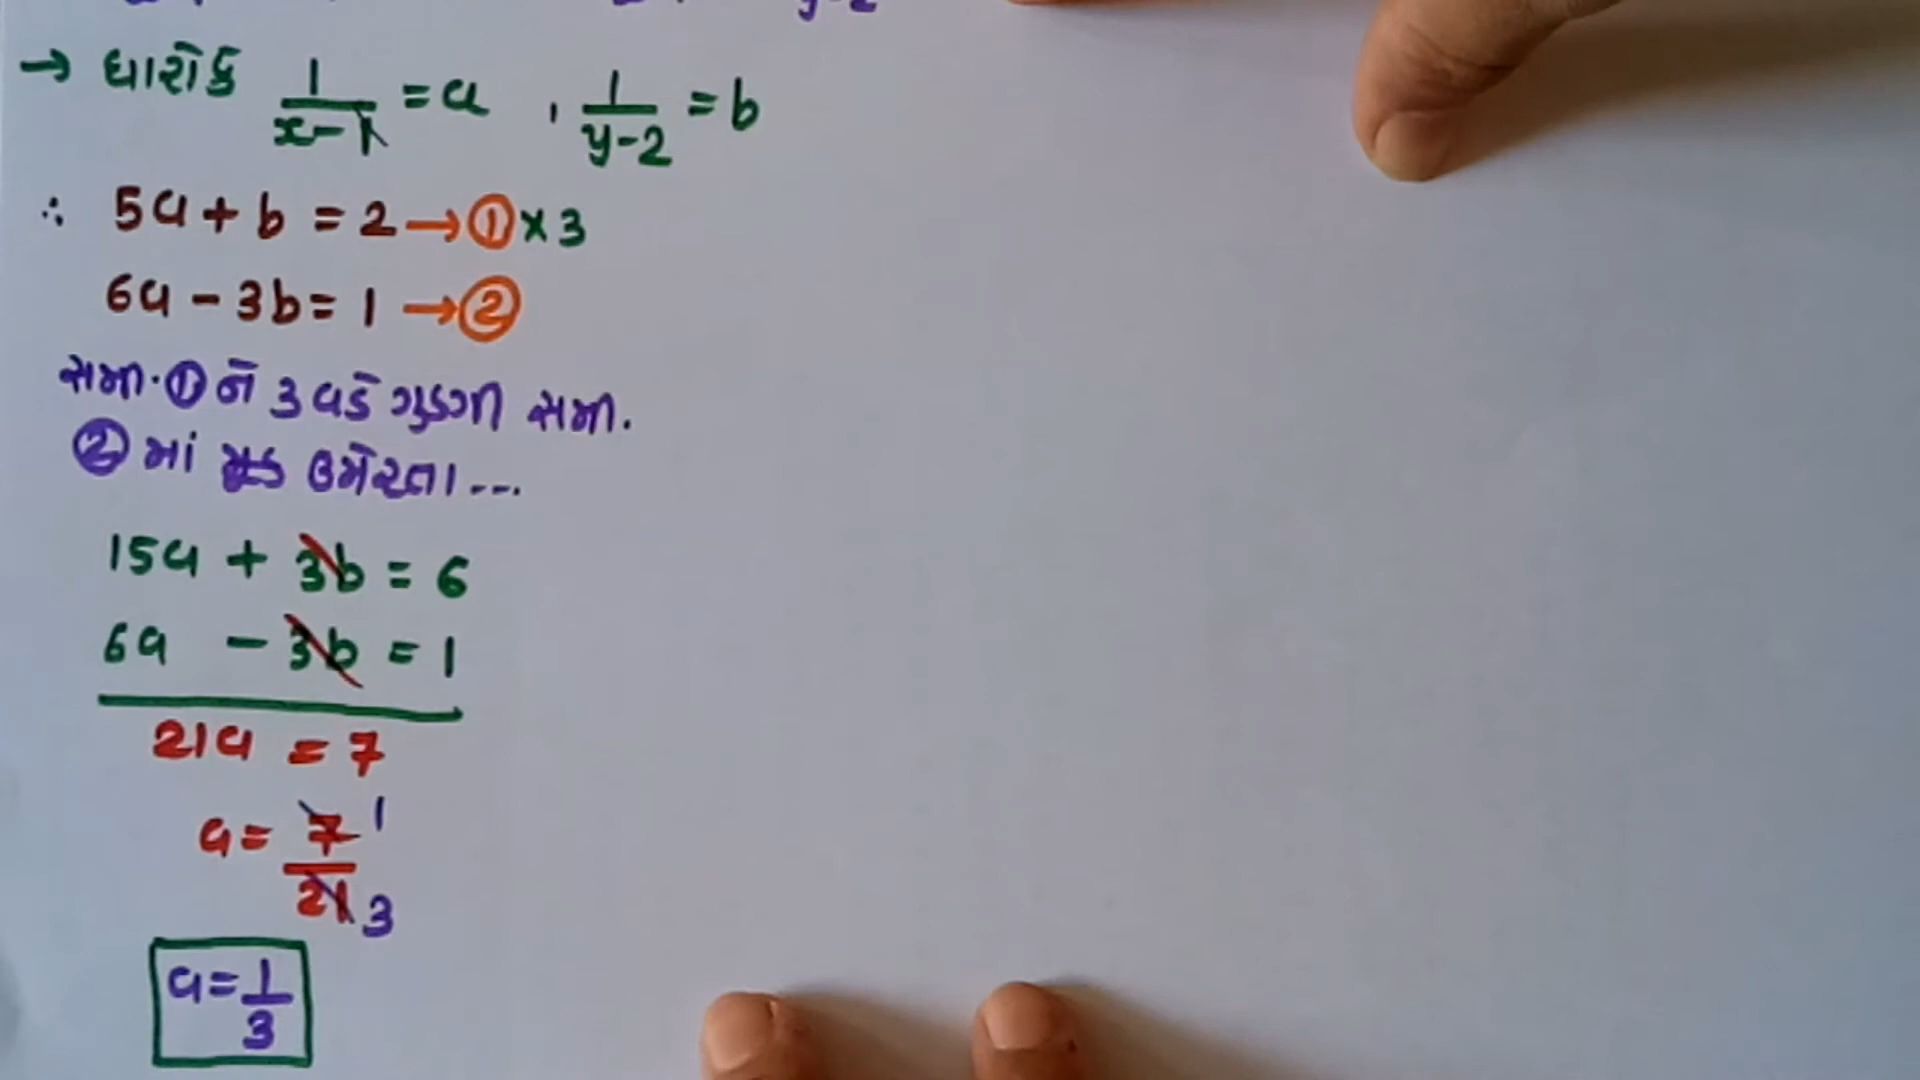 → ધારોકે 1/x-1 = a , 1/y-2 = b
∴ 5a + b = 2 → ① × 3
6a - 3b = 1 → ②
સમી. ① ને 3 વડે ગુણી સમી.
② માં ઉમેરતા ...
15a + 3b = 6
6a - 3b = 1
21a = 7
a = 7/21 1 3
a = 1/3